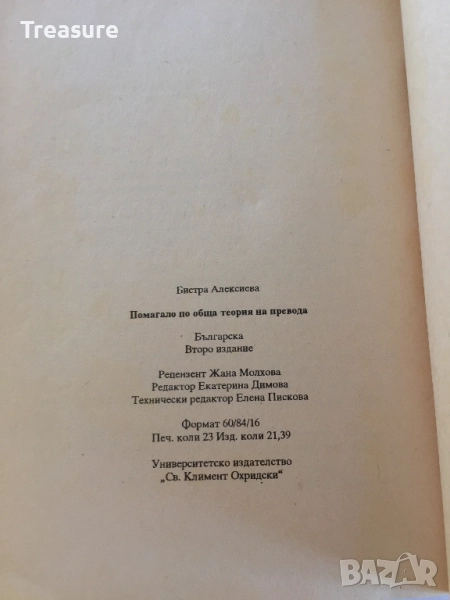 Treasure
Бистра Алексиева
Помагало по обща теория на превода
Българска
Второ издание
Рецензент Жана Молхова
Редактор Екатерина Димова
Технически редактор Елена Пискова
Формат 60/84/16
Печ. коли 23 Изд. коли 21,39
Университетско издателство
„Св. Климент Охридски“
BAZAR